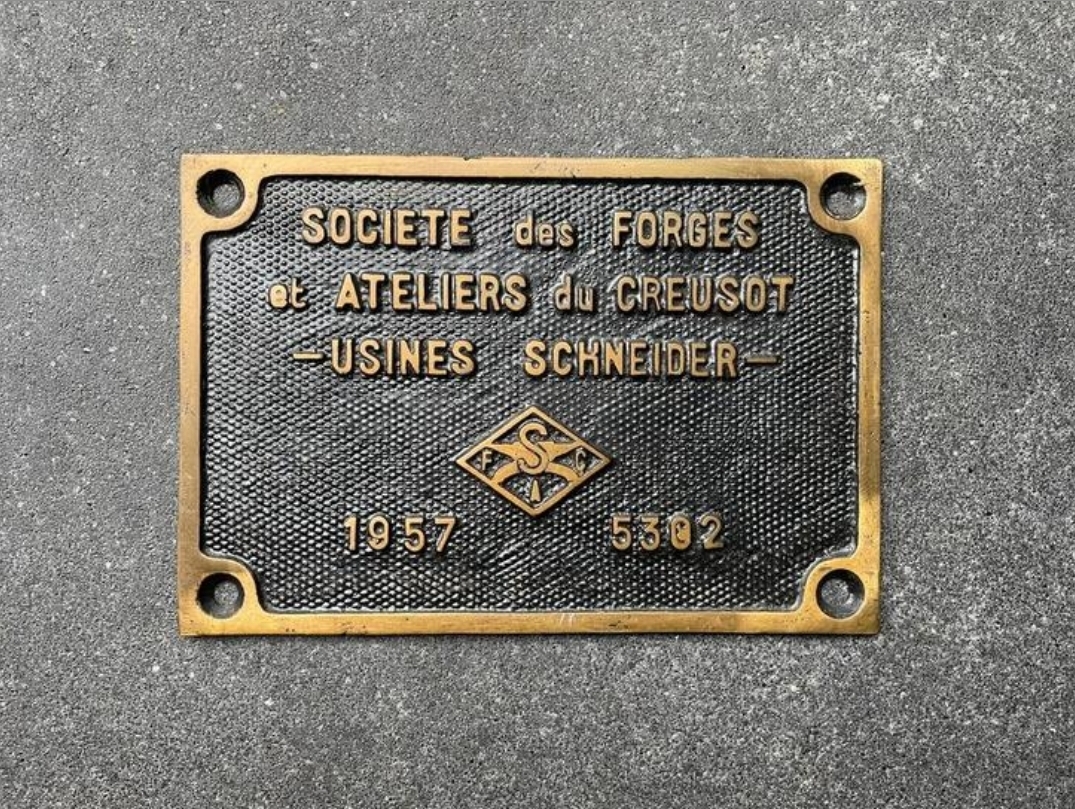 SOCIETE des FORGES
et ATELIERS du CREUSOT
—USINES SCHNEIDER—
S
F C
A
1957 5302